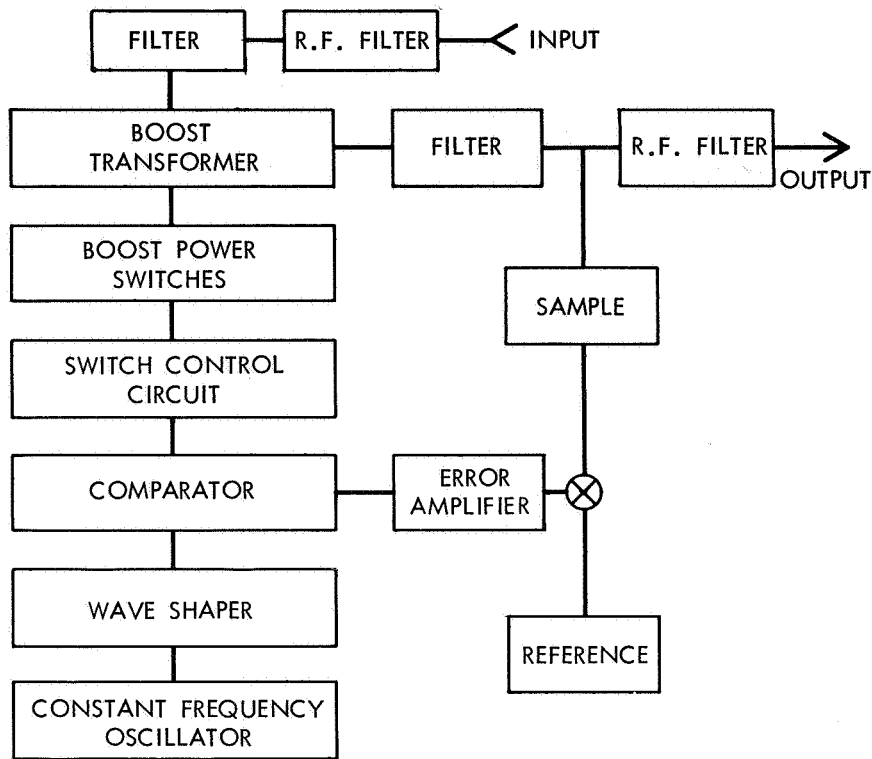 FILTER
R.F. FILTER
INPUT
BOOST
TRANSFORMER
FILTER
R.F. FILTER
OUTPUT
BOOST POWER
SWITCHES
SAMPLE
SWITCH CONTROL
CIRCUIT
COMPARATOR
ERROR
AMPLIFIER
WAVE SHAPER
REFERENCE
CONSTANT FREQUENCY
OSCILLATOR